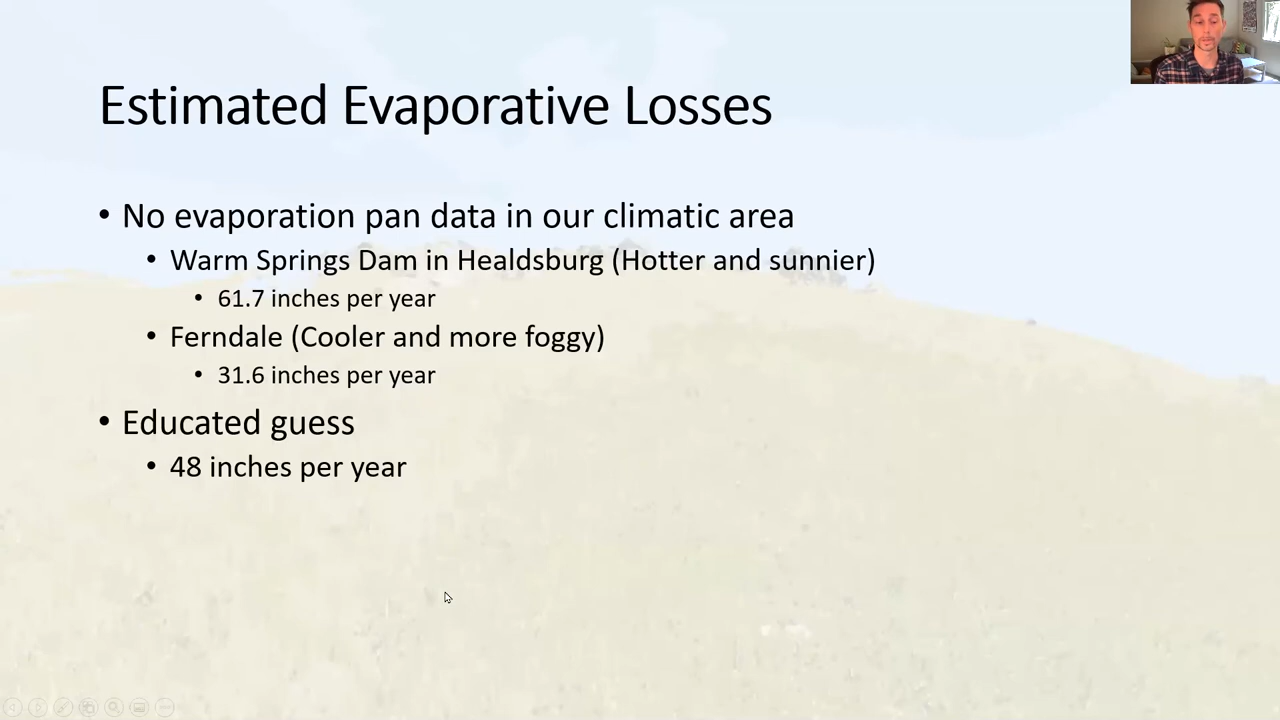 Estimated Evaporative Losses
• No evaporation pan data in our climatic area
• Warm Springs Dam in Healdsburg (Hotter and sunnier)
• 61.7 inches per year
• Ferndale (Cooler and more foggy)
• 31.6 inches per year
• Educated guess
• 48 inches per year